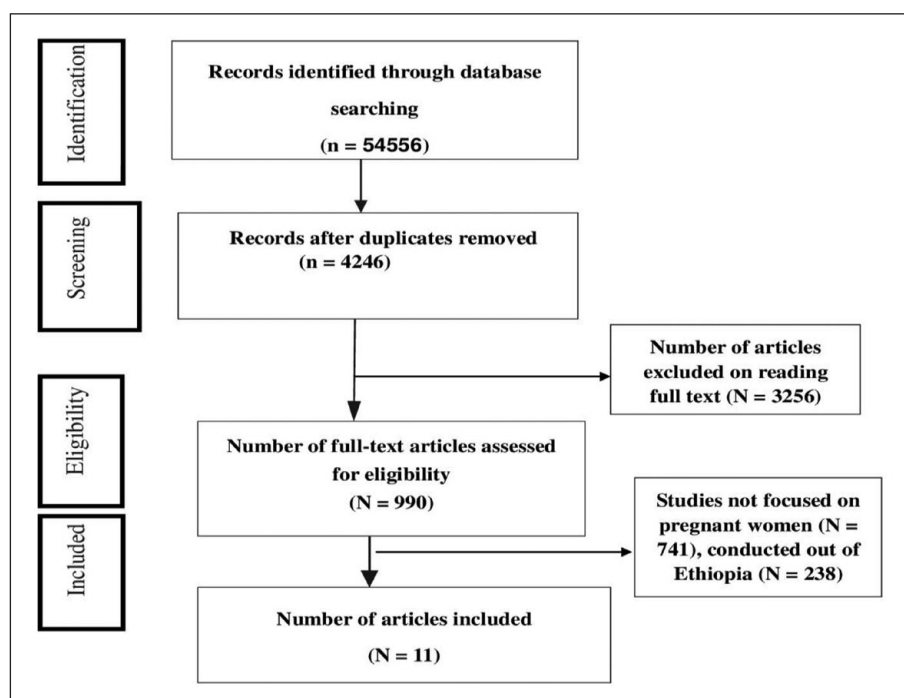 Identification
Records identified through database
searching
(n = 54556)
Screening
Records after duplicates removed
(n = 4246)
Number of articles
excluded on reading
full text (N = 3256)
Eligibility
Number of full-text articles assessed
for eligibility
(N = 990)
Studies not focused on
pregnant women (N =
741), conducted out of
Ethiopia (N = 238)
Included
Number of articles included
(N = 11)